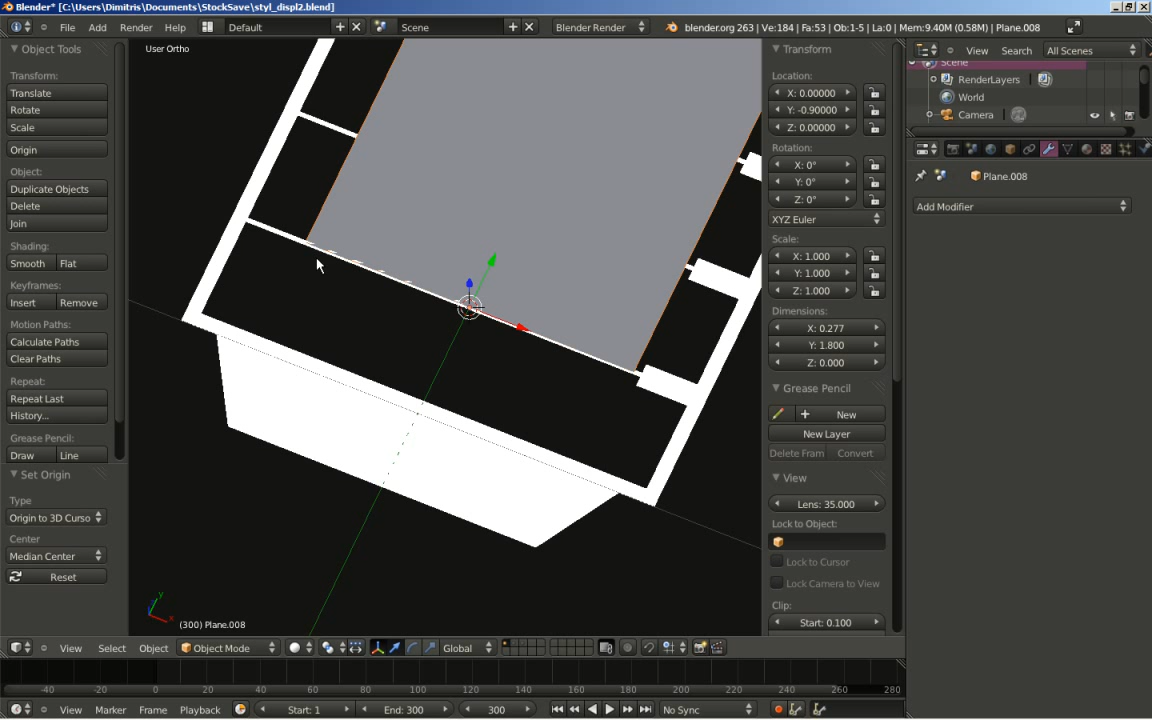 Blender* [C:\Users\Dimitris\Documents\StockSave\styl_displ2.blend]
File Add Render Help Default Scene Blender Render blender.org 263 | Ve:184 | Fa:53 | Ob:1-5 | La:0 | Mem:9.40M (0.58M) | Plane.008
Object Tools
Transform:
Translate
Rotate
Scale
Origin
Object:
Duplicate Objects
Delete
Join
Shading:
Smooth Flat
Keyframes:
Insert Remove
Motion Paths:
Calculate Paths
Clear Paths
Repeat:
Repeat Last
History...
Grease Pencil:
Draw Line
Set Origin
Type
Origin to 3D Curso
Center
Median Center
Reset
User Ortho
y
x
(300) Plane.008
Transform
Location:
X: 0.00000
Y: -0.90000
Z: 0.00000
Rotation:
X: 0°
Y: 0°
Z: 0°
XYZ Euler
Scale:
X: 1.000
Y: 1.000
Z: 1.000
Dimensions:
X: 0.277
Y: 1.800
Z: 0.000
Grease Pencil
New
New Layer
Delete Fram Convert
View
Lens: 35.000
Lock to Object:
Lock to Cursor
Lock Camera to View
Clip:
Start: 0.100
View Search All Scenes
Scene
RenderLayers
World
Camera
Plane.008
Add Modifier
View Select Object Object Mode Global
-40 -20 0 20 40 60 80 100 120 140 160 180 200 220 240 260 280
View Marker Frame Playback Start: 1 End: 300 300 No Sync